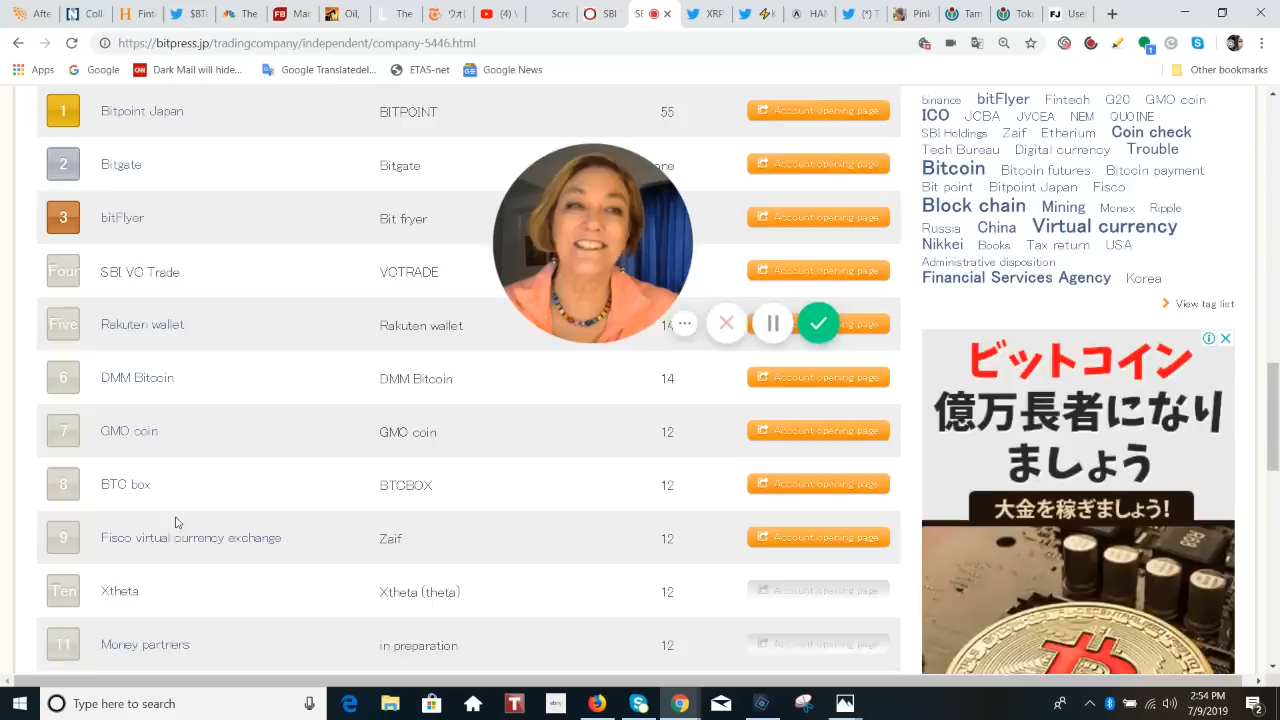 Afte
Fin
$BT(
The
FB Mar
Oil,
The
ウォ
(4) \
Scre
SBI
SE
XRP
⚡k
HAN
(*) T
Pink
Tam
Tok
FJ Use
https://bitpress.jp/tradingcompany/independent/company-5446.html
Apps
Google
Dark Mail will hide...
Google Translatedel...
ETAS-net
Google News
Other bookmarks
1 Bitpoint Japan BITPOINT 55 Account opening page
2 Bitgate Bitgate one Account opening page
3 bitFlyer Bit fryer Account opening page
Four SBI VC Trade VCTRADE Account opening page
Five Rakuten wallet Rakuten wallet 14 opening page
6 DMM Bitcoin DMM Bitcoin 14 Account opening page
7 GMO coin GMO coin 12 Account opening page
8 BTC box BTCBOX 12 Account opening page
9 Fisco virtual currency exchange Zaif 12 Account opening page
Ten Xtheta Xtheta (theta) 12 Account opening page
11 Money partners in preparation 12 Account opening page
binance bitFlyer Fintech G20 GMO coin
ICO JCBA JVCEA NEM QUOINE
SBI Holdings Zaif Etherium Coin check
Tech Bureau Digital currency Trouble
Bitcoin Bitcoin futures Bitcoin payment
Bit point Bitpoint Japan Fisco
Block chain Mining Monex Ripple
Russia China Virtual currency
Nikkei Books Tax return USA
Administrative disposition
Financial Services Agency Korea
View tag list
ビットコイン
億万長者になり
ましょう
大金を稼ぎましょう!
Type here to search
2:54 PM
7/9/2019